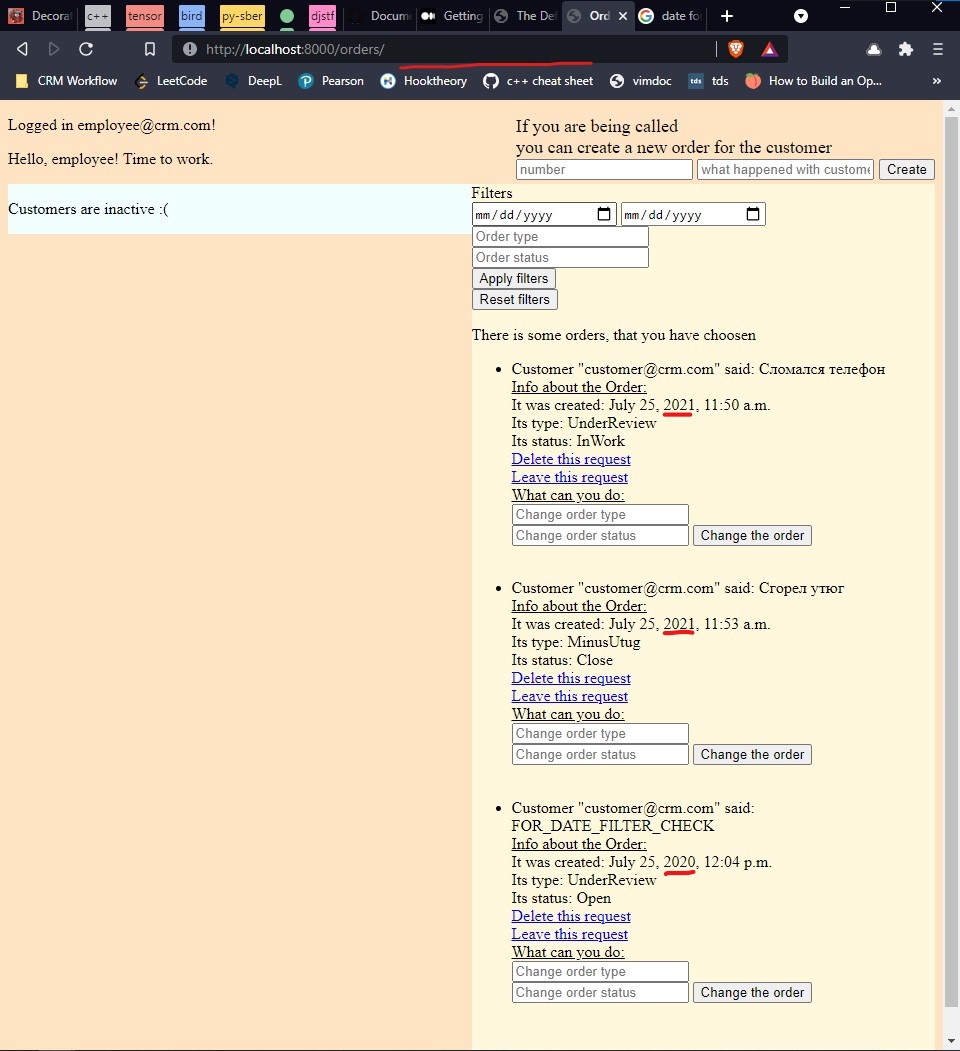 Decorat
c++
tensor
bird
py-sber
djstf
Docum
Getting
The De
Ord
date fo
http://localhost:8000/orders/
CRM Workflow
LeetCode
DeepL
Pearson
Hooktheory
c++ cheat sheet
vimdoc
tds
tds
How to Build an Op...
»
Logged in employee@crm.com!
Hello, employee! Time to work.
If you are being called
you can create a new order for the customer
number
what happened with custome
Create
Customers are inactive :(
Filters
mm/dd/yyyy mm/dd/yyyy
Order type
Order status
Apply filters
Reset filters
There is some orders, that you have choosen
• Customer "customer@crm.com" said: Сломался телефон
Info about the Order:
It was created: July 25, 2021, 11:50 a.m.
Its type: UnderReview
Its status: InWork
Delete this request
Leave this request
What can you do:
Change order type
Change order status Change the order
• Customer "customer@crm.com" said: Сгорел утюг
Info about the Order:
It was created: July 25, 2021, 11:53 a.m.
Its type: MinusUtug
Its status: Close
Delete this request
Leave this request
What can you do:
Change order type
Change order status Change the order
• Customer "customer@crm.com" said:
FOR_DATE_FILTER_CHECK
Info about the Order:
It was created: July 25, 2020, 12:04 p.m.
Its type: UnderReview
Its status: Open
Delete this request
Leave this request
What can you do:
Change order type
Change order status Change the order